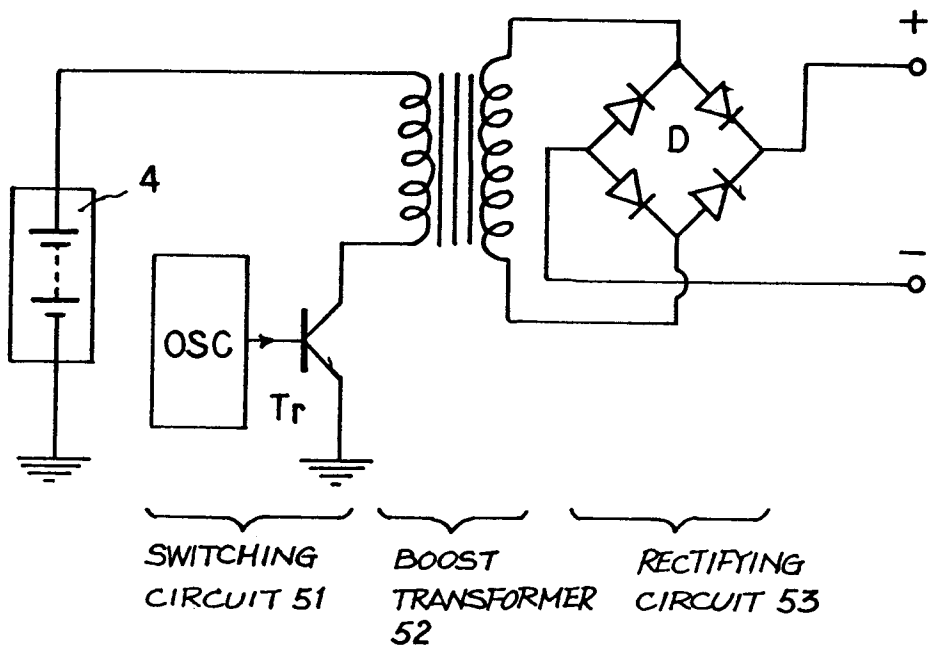 +
4
D
−
OSC
Tr
SWITCHING
CIRCUIT 51
BOOST
TRANSFORMER
52
RECTIFYING
CIRCUIT 53